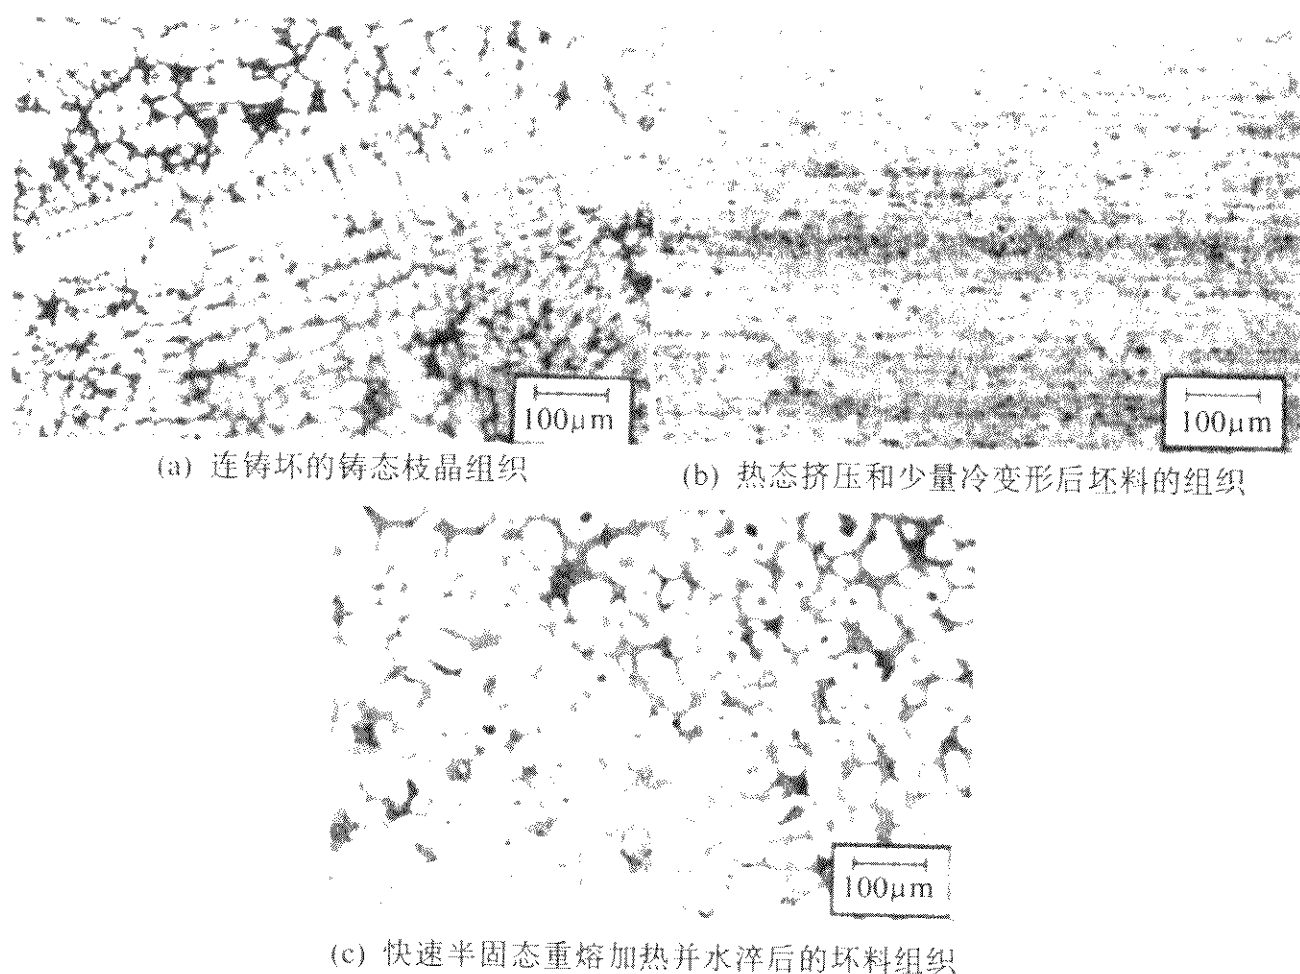 100μm
100μm
(a) 连铸坏的铸态枝晶组织
(b) 热态挤压和少量冷变形后坯料的组织
100μm
(c) 快速半固态重熔加热并水淬后的坯料组织